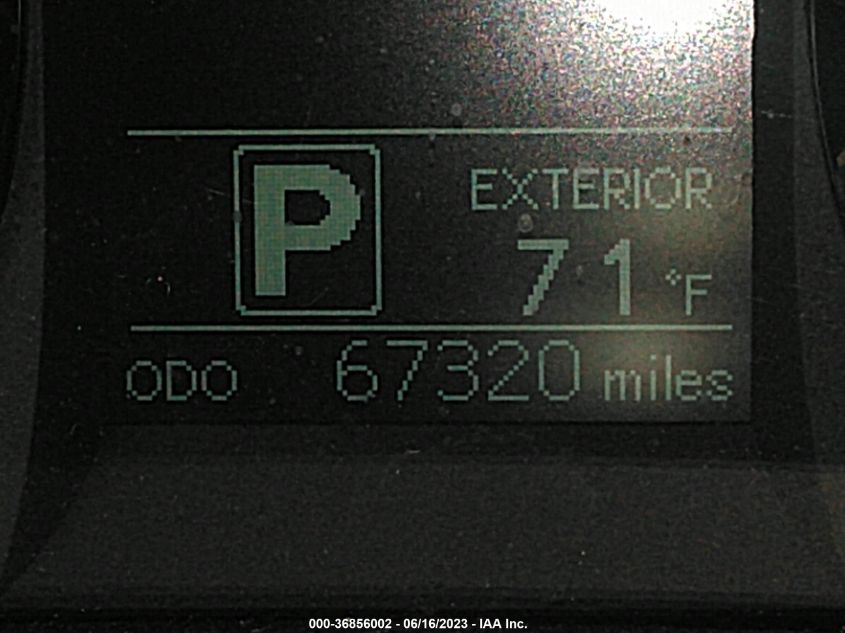 P
EXTERIOR
71 °F
ODO 67320 miles
000-36856002 - 06/16/2023 - IAA Inc.